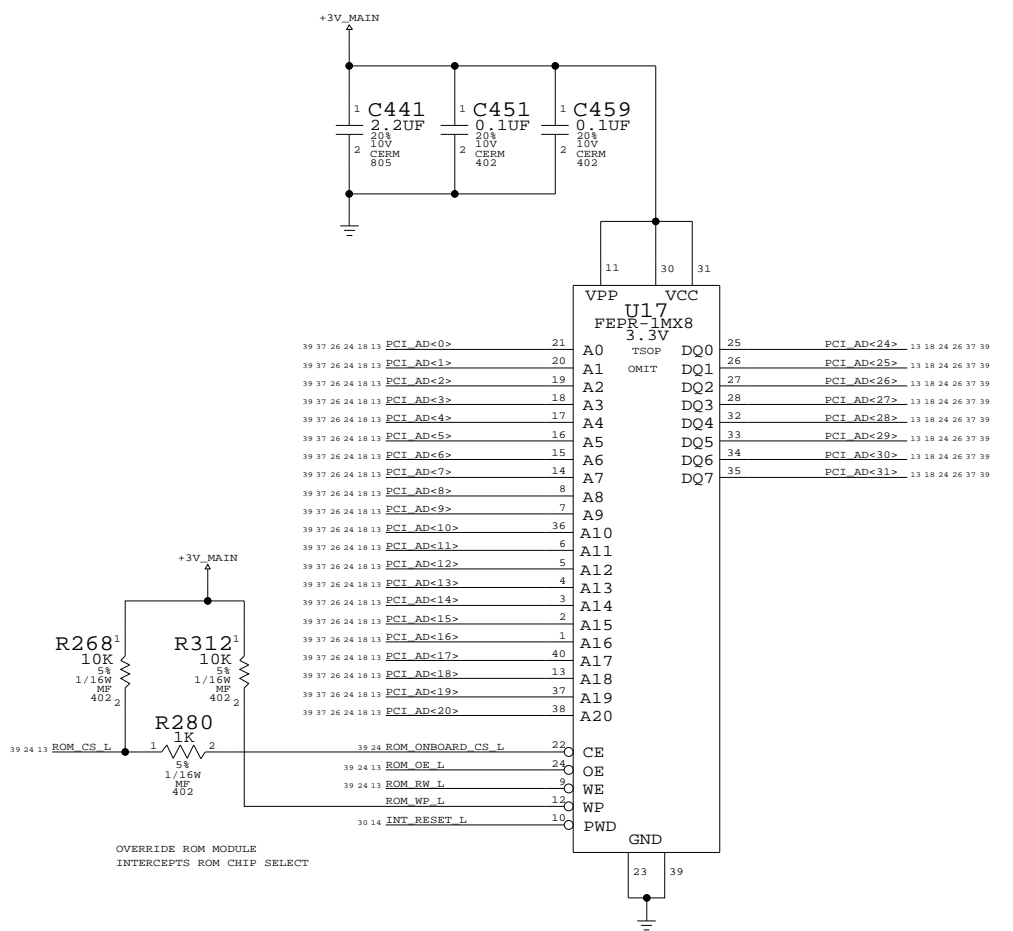 +3V_MAIN
1 C441 1 C451 1 C459
2.2UF 0.1UF 0.1UF
20% 20% 20%
10V 10V 10V
2 CERM 2 CERM 2 CERM
805 402 402
11 30 31
VPP VCC
U17
FEPR-1MX8
3.3V
TSOP
OMIT
39 37 26 24 18 13 PCI_AD<0> 21 A0 DQ0 25 PCI_AD<24> 13 18 24 26 37 39
39 37 26 24 18 13 PCI_AD<1> 20 A1 DQ1 26 PCI_AD<25> 13 18 24 26 37 39
39 37 26 24 18 13 PCI_AD<2> 19 A2 DQ2 27 PCI_AD<26> 13 18 24 26 37 39
39 37 26 24 18 13 PCI_AD<3> 18 A3 DQ3 28 PCI_AD<27> 13 18 24 26 37 39
39 37 26 24 18 13 PCI_AD<4> 17 A4 DQ4 32 PCI_AD<28> 13 18 24 26 37 39
39 37 26 24 18 13 PCI_AD<5> 16 A5 DQ5 33 PCI_AD<29> 13 18 24 26 37 39
39 37 26 24 18 13 PCI_AD<6> 15 A6 DQ6 34 PCI_AD<30> 13 18 24 26 37 39
39 37 26 24 18 13 PCI_AD<7> 14 A7 DQ7 35 PCI_AD<31> 13 18 24 26 37 39
39 37 26 24 18 13 PCI_AD<8> 8 A8
39 37 26 24 18 13 PCI_AD<9> 7 A9
39 37 26 24 18 13 PCI_AD<10> 36 A10
39 37 26 24 18 13 PCI_AD<11> 6 A11
39 37 26 24 18 13 PCI_AD<12> 5 A12
39 37 26 24 18 13 PCI_AD<13> 4 A13
39 37 26 24 18 13 PCI_AD<14> 3 A14
39 37 26 24 18 13 PCI_AD<15> 2 A15
39 37 26 24 18 13 PCI_AD<16> 1 A16
39 37 26 24 18 13 PCI_AD<17> 40 A17
39 37 26 24 18 13 PCI_AD<18> 13 A18
39 37 26 24 18 13 PCI_AD<19> 37 A19
39 37 26 24 18 13 PCI_AD<20> 38 A20
+3V_MAIN
R268 1 R312 1
10K 10K
5% 5%
1/16W 1/16W
MF MF
402 2 402 2
R280
1K
39 24 13 ROM_CS_L 1 2 39 24 ROM_ONBOARD_CS_L 22 CE
5%
1/16W
MF
402
39 24 13 ROM_OE_L 24 OE
39 24 13 ROM_RW_L 9 WE
ROM_WP_L 12 WP
30 14 INT_RESET_L 10 PWD
GND
23 39
OVERRIDE ROM MODULE
INTERCEPTS ROM CHIP SELECT